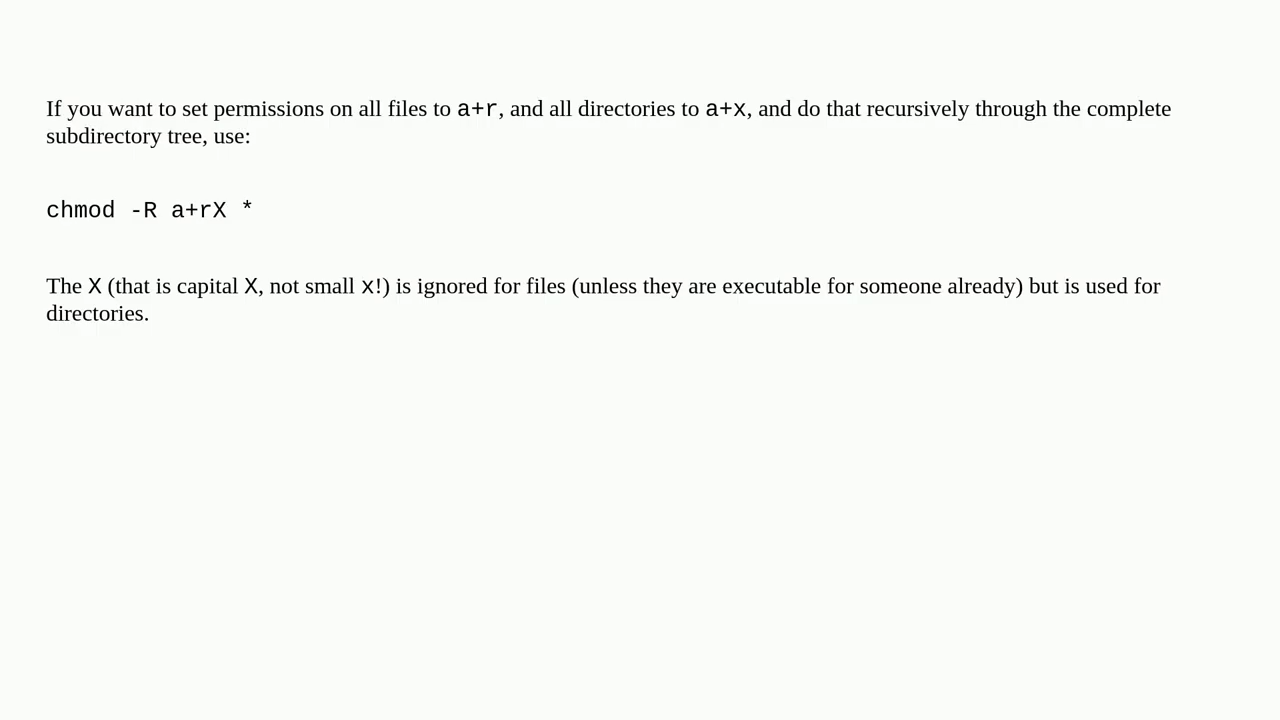 If you want to set permissions on all files to a+r, and all directories to a+x, and do that recursively through the complete
subdirectory tree, use:
chmod -R a+rX *
The X (that is capital X, not small x!) is ignored for files (unless they are executable for someone already) but is used for
directories.